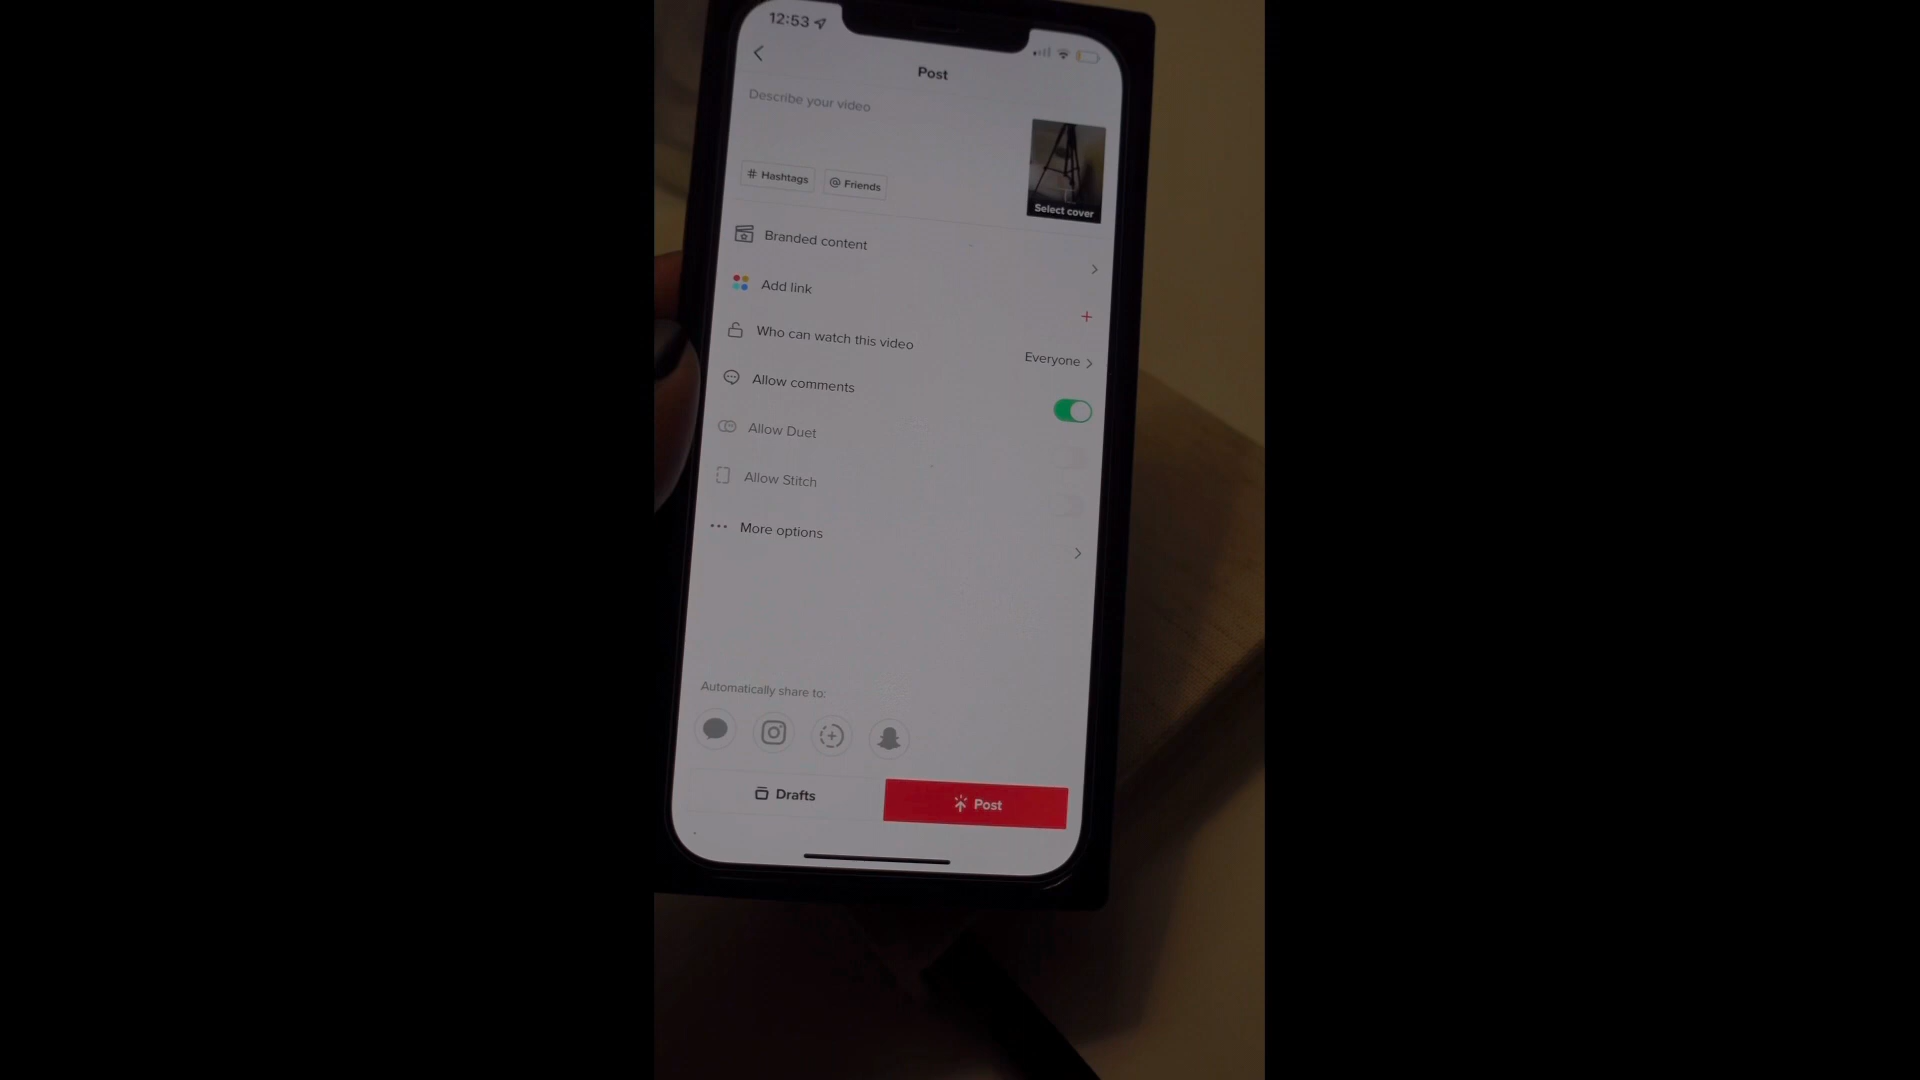 12:53
Post
Describe your video
# Hashtags
@ Friends
Select cover
Branded content
Add link
Who can watch this video
Everyone
Allow comments
Allow Duet
Allow Stitch
More options
Automatically share to:
Drafts
Post